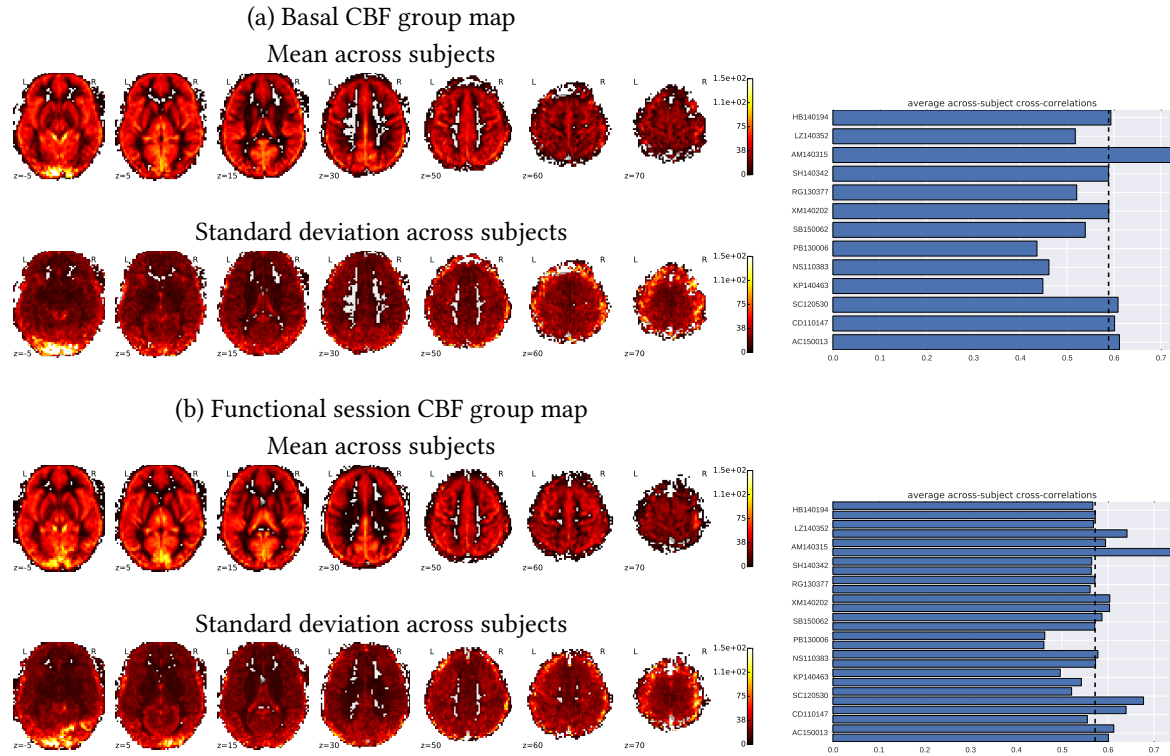 (a) Basal CBF group map
Mean across subjects
L R L R L R L R L R L R L R
z=-5 z=5 z=15 z=30 z=50 z=60 z=70
1.5e+02
1.1e+02
75
38
0
Standard deviation across subjects
L R L R L R L R L R L R L R
z=-5 z=5 z=15 z=30 z=50 z=60 z=70
1.5e+02
1.1e+02
75
38
0
average across-subject cross-correlations
HB140194
LZ140352
AM140315
SH140342
RG130377
XM140202
SB150062
PB130006
NS110383
KP140463
SC120530
CD110147
AC150013
0.0 0.1 0.2 0.3 0.4 0.5 0.6 0.7
(b) Functional session CBF group map
Mean across subjects
L R L R L R L R L R L R L R
z=-5 z=5 z=15 z=30 z=50 z=60 z=70
1.5e+02
1.1e+02
75
38
0
Standard deviation across subjects
L R L R L R L R L R L R L R
z=-5 z=5 z=15 z=30 z=50 z=60 z=70
1.5e+02
1.1e+02
75
38
0
average across-subject cross-correlations
HB140194
LZ140352
AM140315
SH140342
RG130377
XM140202
SB150062
PB130006
NS110383
KP140463
SC120530
CD110147
AC150013
0.0 0.1 0.2 0.3 0.4 0.5 0.6 0.7